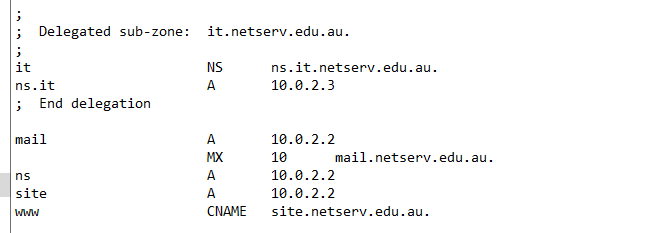 ;
;  Delegated sub-zone:  it.netserv.edu.au.
;
it                      NS      ns.it.netserv.edu.au.
ns.it                   A       10.0.2.3
;  End delegation
mail                    A       10.0.2.2
                        MX      10      mail.netserv.edu.au.
ns                      A       10.0.2.2
site                    A       10.0.2.2
www                     CNAME   site.netserv.edu.au.